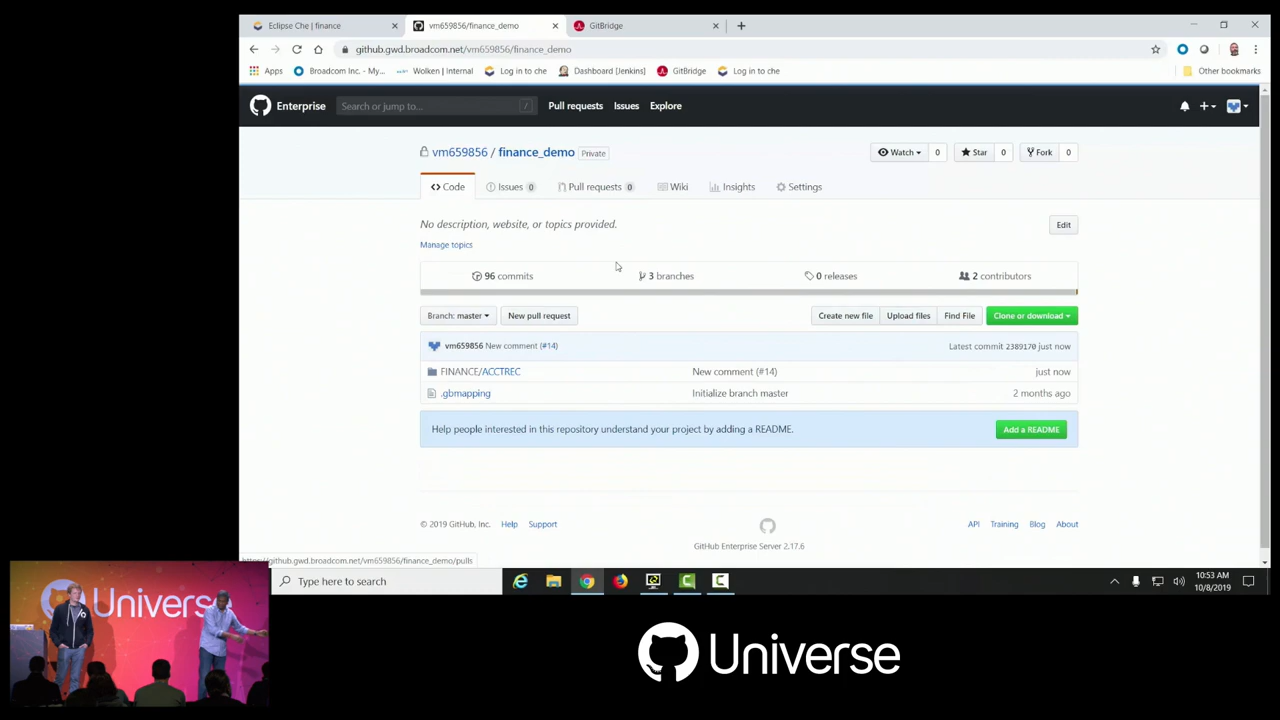 Eclipse Che | finance
vm659856/finance_demo
GitBridge
github.gwd.broadcom.net/vm659856/finance_demo
Apps
Broadcom Inc. - My...
Wolken | Internal
Log in to che
Dashboard [Jenkins]
GitBridge
Log in to che
Other bookmarks
Enterprise
Search or jump to...
/
Pull requests
Issues
Explore
vm659856 / finance_demo Private
Watch 0
Star 0
Fork 0
<> Code
Issues 0
Pull requests 0
Wiki
Insights
Settings
No description, website, or topics provided.
Edit
Manage topics
96 commits
3 branches
0 releases
2 contributors
Branch: master
New pull request
Create new file
Upload files
Find File
Clone or download
vm659856 New comment (#14)
Latest commit 2389170 just now
FINANCE/ACCTREC
New comment (#14)
just now
.gbmapping
Initialize branch master
2 months ago
Help people interested in this repository understand your project by adding a README.
Add a README
© 2019 GitHub, Inc.
Help
Support
API
Training
Blog
About
GitHub Enterprise Server 2.17.6
https://github.gwd.broadcom.net/vm659856/finance_demo/pulls
Type here to search
10:53 AM
10/8/2019
Universe
Universe